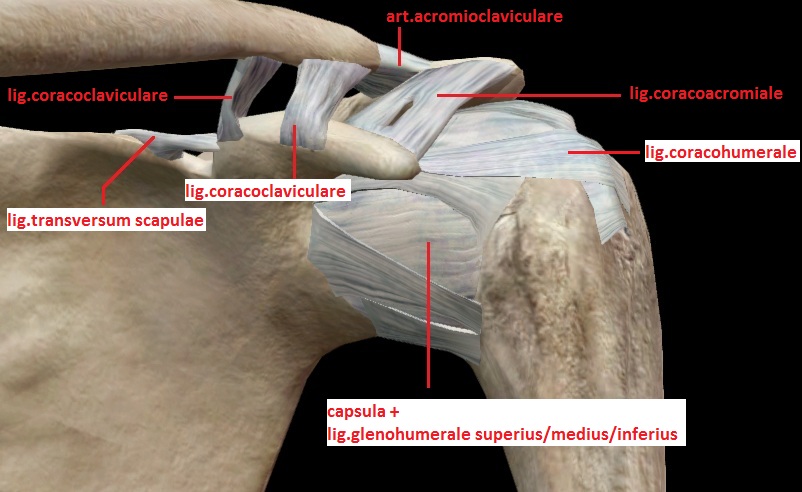 art.acromioclaviculare
lig.coracoclaviculare
lig.coracoacromiale
lig.coracohumerale
lig.coracoclaviculare
lig.transversum scapulae
capsula +
lig.glenohumerale superius/medius/inferius